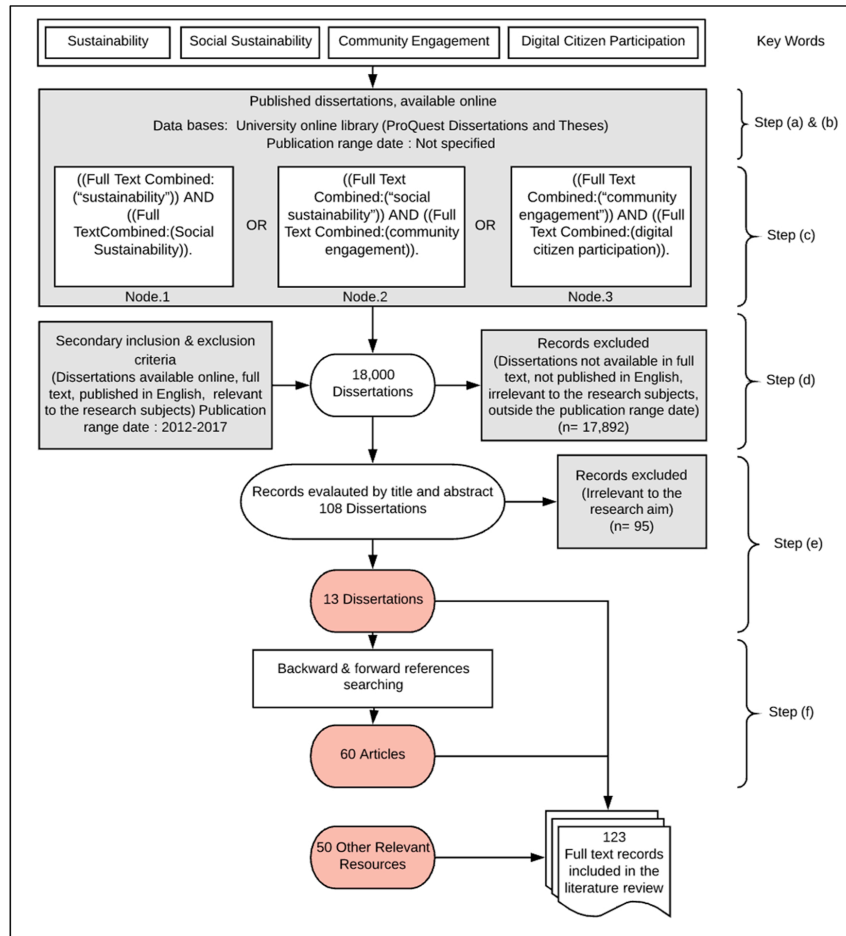 Sustainability
Social Sustainability
Community Engagement
Digital Citizen Participation
Key Words
Published dissertations, available online
Data bases: University online library (ProQuest Dissertations and Theses)
Publication range date : Not specified
Step (a) & (b)
((Full Text Combined:
(“sustainability”)) AND
((Full
TextCombined:(Social
Sustainability)).
OR
((Full Text
Combined:(“social
sustainability”)) AND ((Full
Text Combined:(community
engagement)).
OR
((Full Text
Combined:(“community
engagement”)) AND ((Full
Text Combined:(digital
citizen participation)).
Step (c)
Node.1
Node.2
Node.3
Secondary inclusion & exclusion
criteria
(Dissertations available online, full
text, published in English, relevant
to the research subjects) Publication
range date : 2012-2017
18,000
Dissertations
Records excluded
(Dissertations not available in full
text, not published in English,
irrelevant to the research subjects,
outside the publication range date)
(n= 17,892)
Step (d)
Records evalauted by title and abstract
108 Dissertations
Records excluded
(Irrelevant to the
research aim)
(n= 95)
Step (e)
13 Dissertations
Backward & forward references
searching
Step (f)
60 Articles
50 Other Relevant
Resources
123
Full text records
included in the
literature review